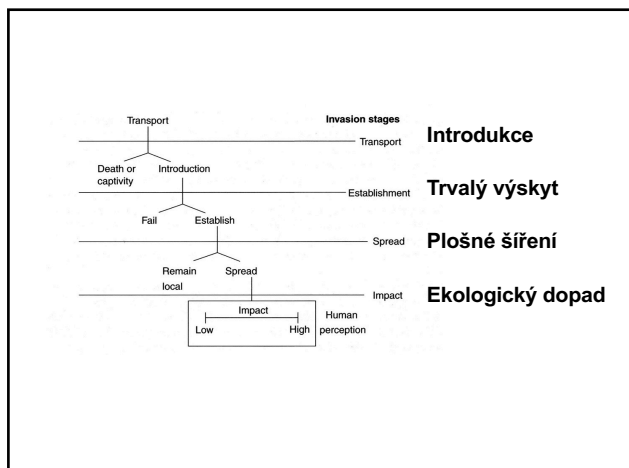 Transport
Invasion stages
Transport
Introdukce
Death or captivity
Introduction
Establishment
Trvalý výskyt
Fail
Establish
Spread
Plošné šíření
Remain local
Spread
Impact
Ekologický dopad
Impact
Low
High
Human perception